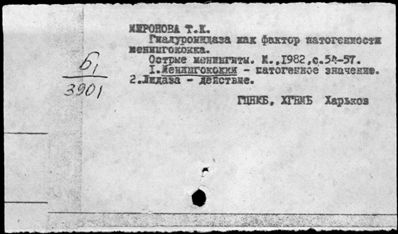 МИРОНОВА Т.К.
Гиалуронидаза как фактор патогенности
менингококка.
Острые менингиты. М.,1982,с.54-57.
1.Менингококки - патогенное значение.
2.Лидаза - действие.
ГЦНМБ, ХГНМБ Харьков
Б1
3901